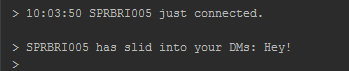 > 10:03:50 SPRBRI005 just connected.
> SPRBRI005 has slid into your DMs: Hey!
>